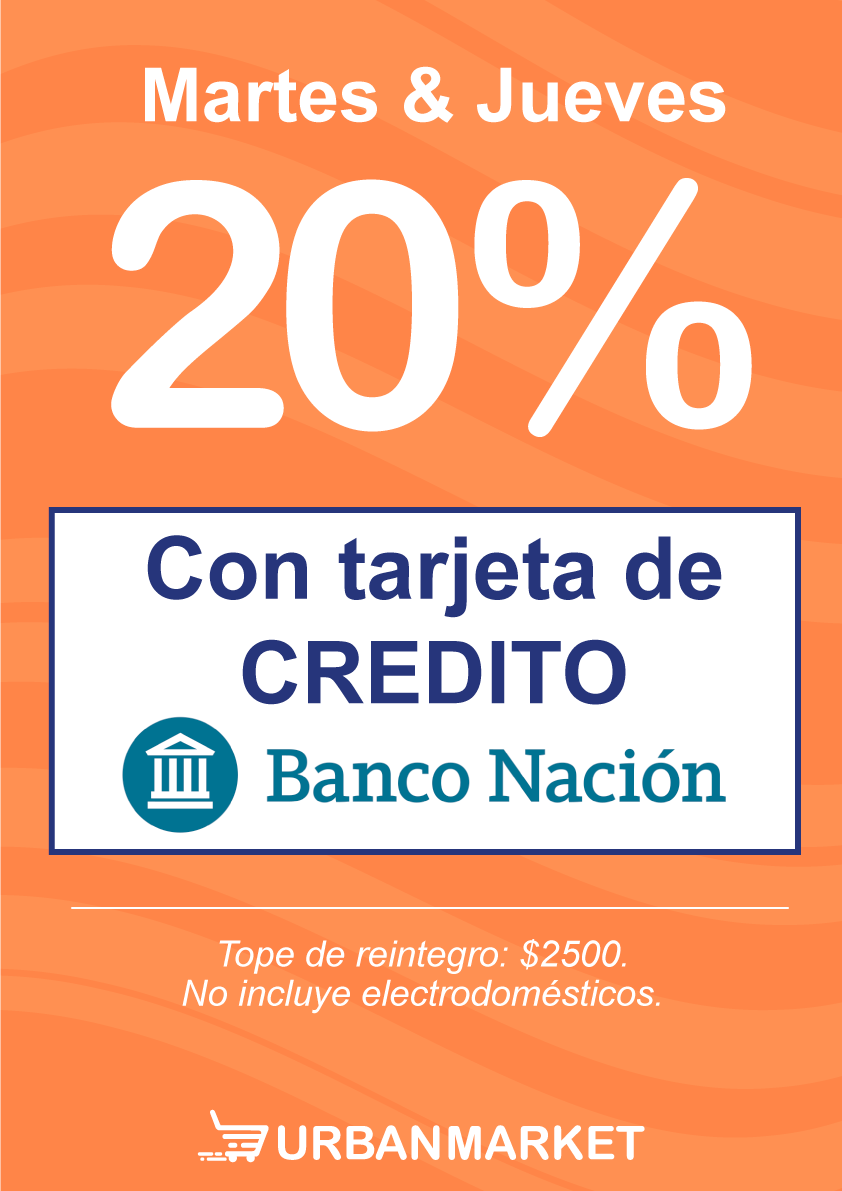 Martes & Jueves
20%
Con tarjeta de
CREDITO
Banco Nación
Tope de reintegro: $2500.
No incluye electrodomésticos.
URBANMARKET